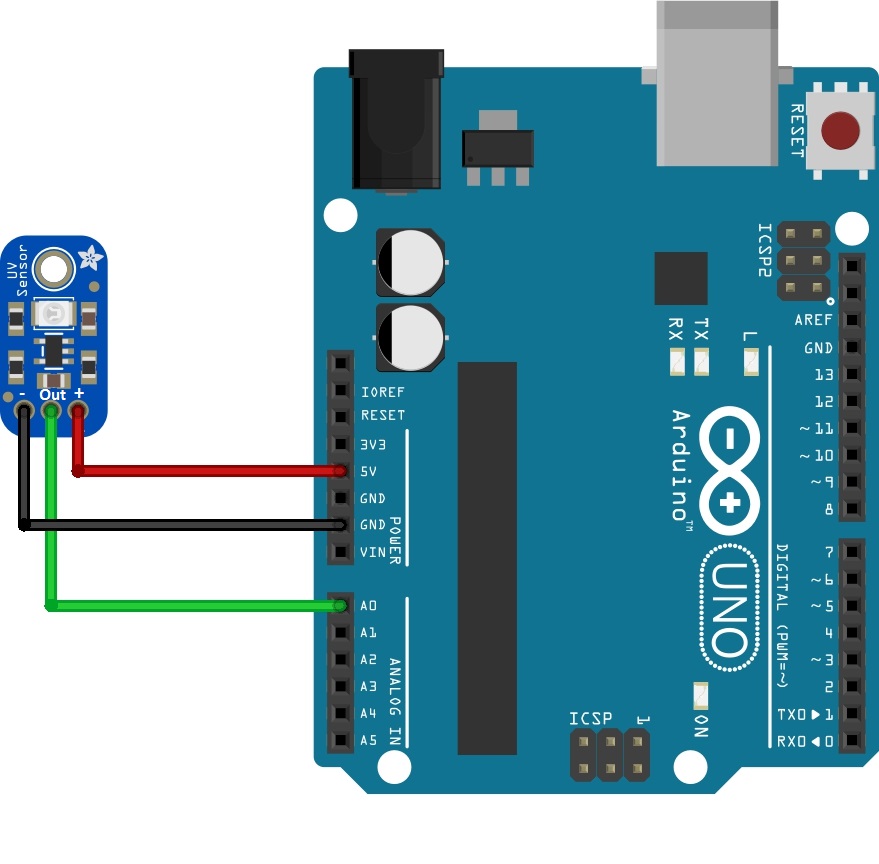 UV
Sensor
- Out +
RESET
ICSP2
IOREF
RESET
3V3
5V
GND
GND
VIN
POWER
A0
A1
A2
A3
A4
A5
ANALOG IN
RX
TX
L
Arduino™
UNO
ON
ICSP
1
AREF
GND
13
12
~11
~10
~9
8
7
~6
~5
4
~3
2
TX0▶1
RX0◀0
DIGITAL (PWM=~)